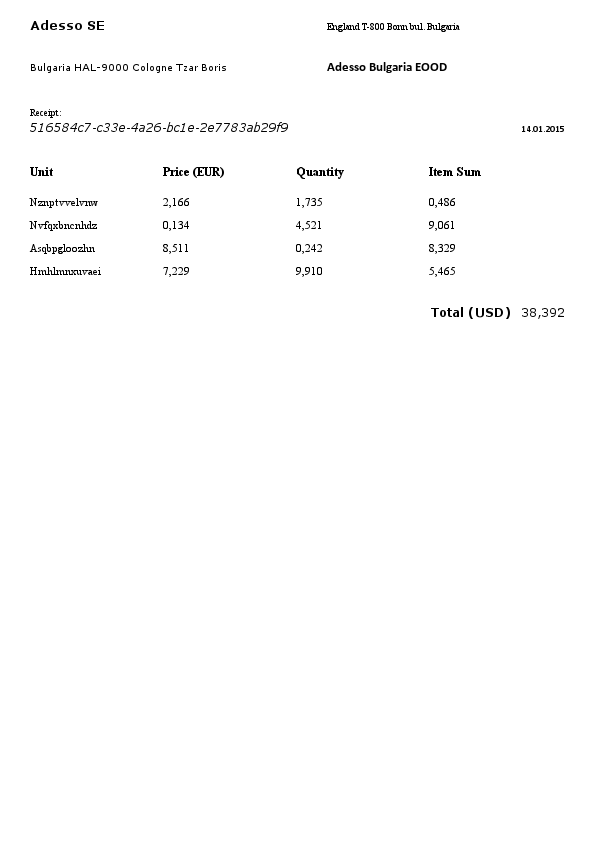 Adesso SE England T-800 Bonn bul. Bulgaria
Bulgaria HAL-9000 Cologne Tzar Boris Adesso Bulgaria EOOD
Receipt:
516584c7-c33e-4a26-bc1e-2e7783ab29f9 14.01.2015
Unit Price (EUR) Quantity Item Sum
Nznptvvelvnw 2,166 1,735 0,486
Nvfqxbncnhdz 0,134 4,521 9,061
Asqbpgloozhn 8,511 0,242 8,329
Hmhlmnxuvaei 7,229 9,910 5,465
Total (USD) 38,392